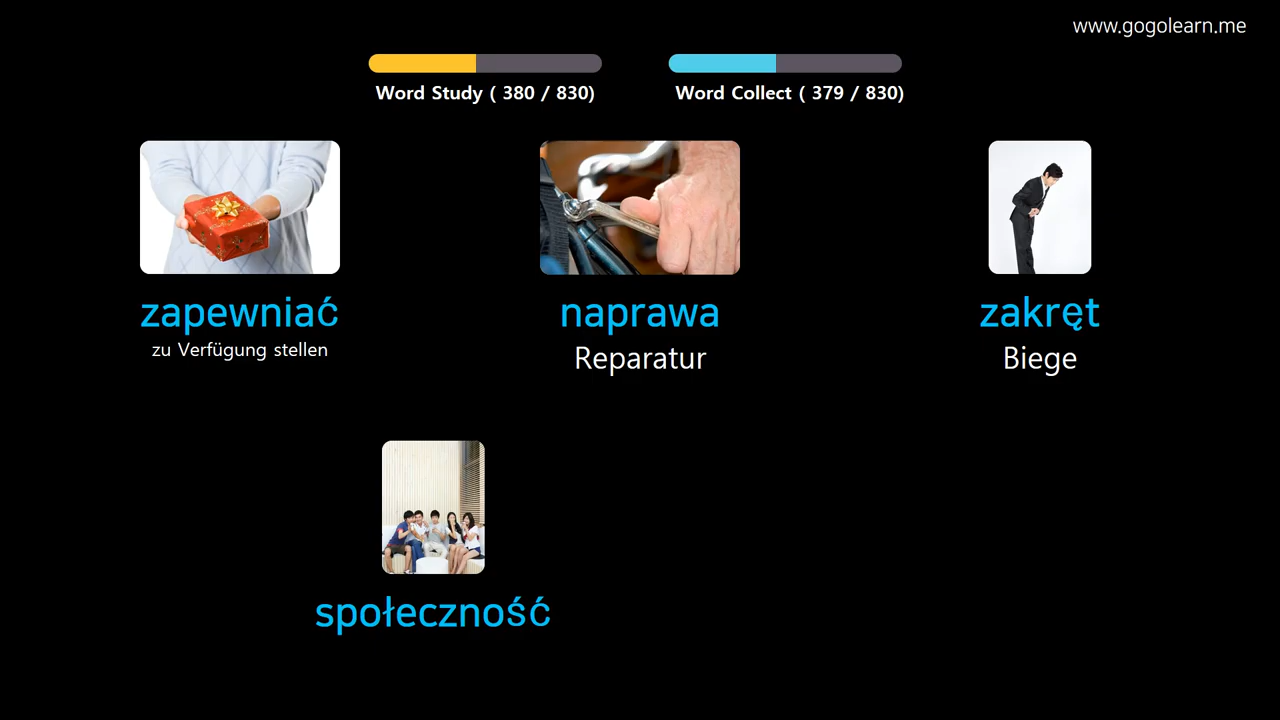 www.gogolearn.me
Word Study ( 380 / 830)
Word Collect ( 379 / 830)
zapewniać
zu Verfügung stellen
naprawa
Reparatur
zakręt
Biege
społeczność